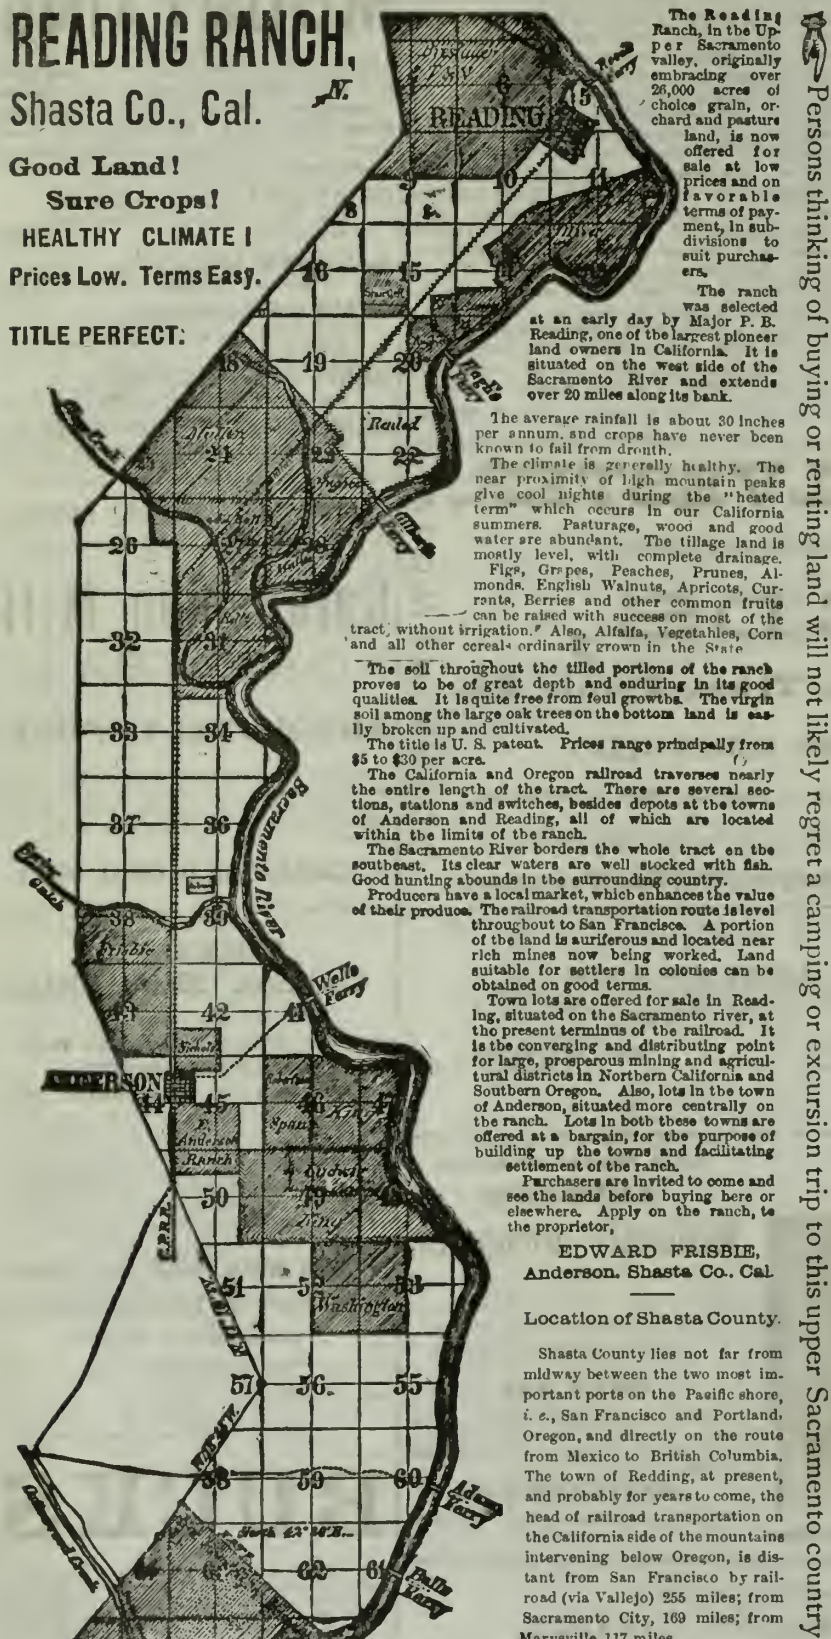 READING RANCH,
Shasta Co., Cal.
Good Land!
Sure Crops!
HEALTHY CLIMATE!
Prices Low. Terms Easy.
TITLE PERFECT:
The Reading
Ranch, in the Up-
per Sacramento
valley, originally
embracing over
26,000 acres of
choice grain, or-
chard and pasture
land, is now
offered for
sale at low
prices and on
favorable
terms of pay-
ment, in sub-
divisions to
suit purchas-
ers.
The ranch
was selected
at an early day by Major P. B.
Reading, one of the largest pioneer
land owners in California. It is
situated on the west side of the
Sacramento River and extends
over 20 miles along its bank.
The average rainfall is about 30 inches
per annum, and crops have never been
known to fail from drouth.
The climate is generally healthy. The
near proximity of high mountain peaks
give cool nights during the "heated
term" which occurs in our California
summers. Pasturage, wood and good
water are abundant. The tillage land is
mostly level, with complete drainage.
Figs, Grapes, Peaches, Prunes, Al-
monds, English Walnuts, Apricots, Cur-
rants, Berries and other common fruits
can be raised with success on most of the
tract, without irrigation. Also, Alfalfa, Vegetables, Corn
and all other cereals ordinarily grown in the State
The soil throughout the tilled portions of the ranch
proves to be of great depth and enduring in its good
qualities. It is quite free from foul growths. The virgin
soil among the large oak trees on the bottom land is eas-
ily broken up and cultivated.
The title is U. S. patent. Prices range principally from
$5 to $30 per acre.
The California and Oregon railroad traverses nearly
the entire length of the tract. There are several sec-
tions, stations and switches, besides depots at the towns
of Anderson and Reading, all of which are located
within the limits of the ranch.
The Sacramento River borders the whole tract on the
southeast. Its clear waters are well stocked with fish.
Good hunting abounds in the surrounding country.
Producers have a local market, which enhances the value
of their produce. The railroad transportation route is level
throughout to San Francisco. A portion
of the land is auriferous and located near
rich mines now being worked. Land
suitable for settlers in colonies can be
obtained on good terms.
Town lots are offered for sale in Read-
ing, situated on the Sacramento river, at
the present terminus of the railroad. It
is the converging and distributing point
for large, prosperous mining and agricul-
tural districts in Northern California and
Southern Oregon. Also, lots in the town
of Anderson, situated more centrally on
the ranch. Lots in both these towns are
offered at a bargain, for the purpose of
building up the towns and facilitating
settlement of the ranch.
Purchasers are invited to come and
see the lands before buying here or
elsewhere. Apply on the ranch, to
the proprietor,
EDWARD FRISBIE,
Anderson, Shasta Co., Cal.
Location of Shasta County.
Shasta County lies not far from
midway between the two most im-
portant ports on the Pacific shore,
i. e., San Francisco and Portland,
Oregon, and directly on the route
from Mexico to British Columbia.
The town of Redding, at present,
and probably for years to come, the
head of railroad transportation on
the California side of the mountains
intervening below Oregon, is dis-
tant from San Francisco by rail-
road (via Vallejo) 255 miles; from
Sacramento City, 169 miles; from
Marysville 117 miles
Persons thinking of buying or renting land will not likely regret a camping or excursion trip to this upper Sacramento country
N.
6
READING
5
9 10 11
8
16 15 14
18 19 20
Rented
21 22
26 28
32 31
33 34
37 36
Sacramento River
38 39
Frisbie
Wells
Ferry
43 42 41
ANDERSON
44 45 46 47
Anderson
Ranch
Ludwig
50 49 48
C.P.R.R.
51 52 53
Washington
57 56 55
58 59 60
Adams
Ferry
62 61
Balls
Ferry
Cottonwood Creek